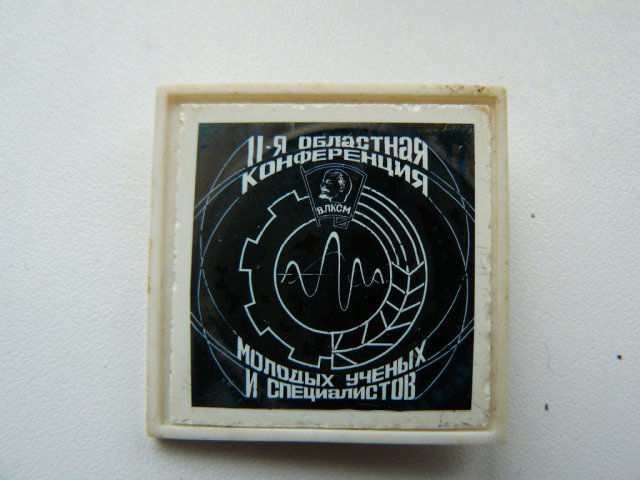 II-Я ОБЛАСТНАЯ
КОНФЕРЕНЦИЯ
ВЛКСМ
МОЛОДЫХ УЧЕНЫХ
И СПЕЦИАЛИСТОВ